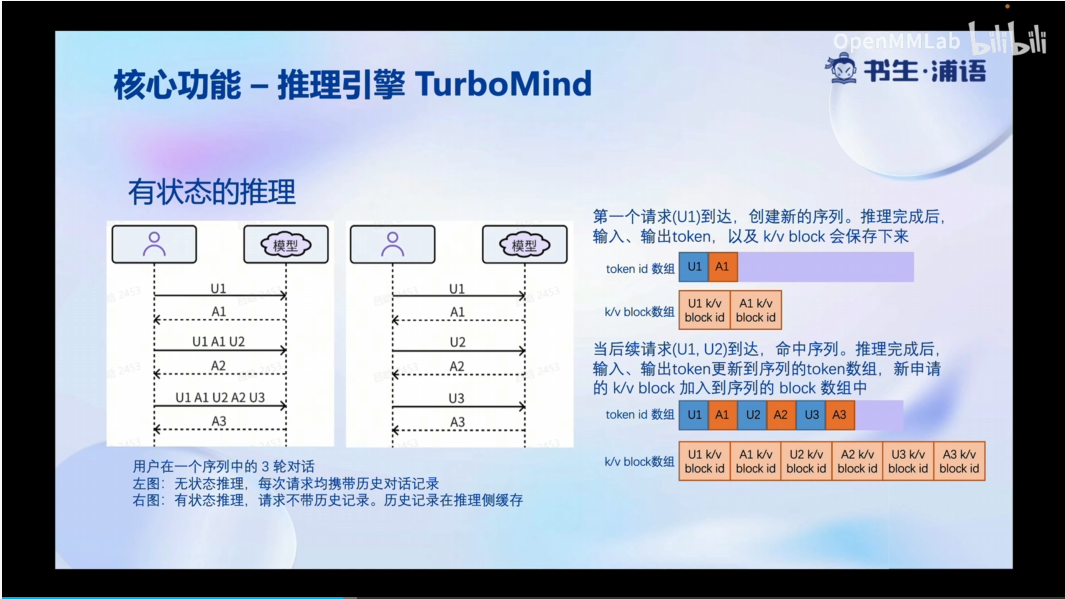 OpenMMLab bilibili
核心功能 – 推理引擎 TurboMind
书生·浦语
有状态的推理
模型
U1
A1
U1 A1 U2
A2
U1 A1 U2 A2 U3
A3
模型
U1
A1
U2
A2
U3
A3
用户在一个序列中的 3 轮对话
左图：无状态推理，每次请求均携带历史对话记录
右图：有状态推理，请求不带历史记录。历史记录在推理侧缓存
第一个请求(U1)到达，创建新的序列。推理完成后，
输入、输出token，以及 k/v block 会保存下来
token id 数组 U1 A1
k/v block数组 U1 k/v block id A1 k/v block id
当后续请求(U1, U2)到达，命中序列。推理完成后，
输入、输出token更新到序列的token数组，新申请
的 k/v block 加入到序列的 block 数组中
token id 数组 U1 A1 U2 A2 U3 A3
k/v block数组 U1 k/v block id A1 k/v block id U2 k/v block id A2 k/v block id U3 k/v block id A3 k/v block id